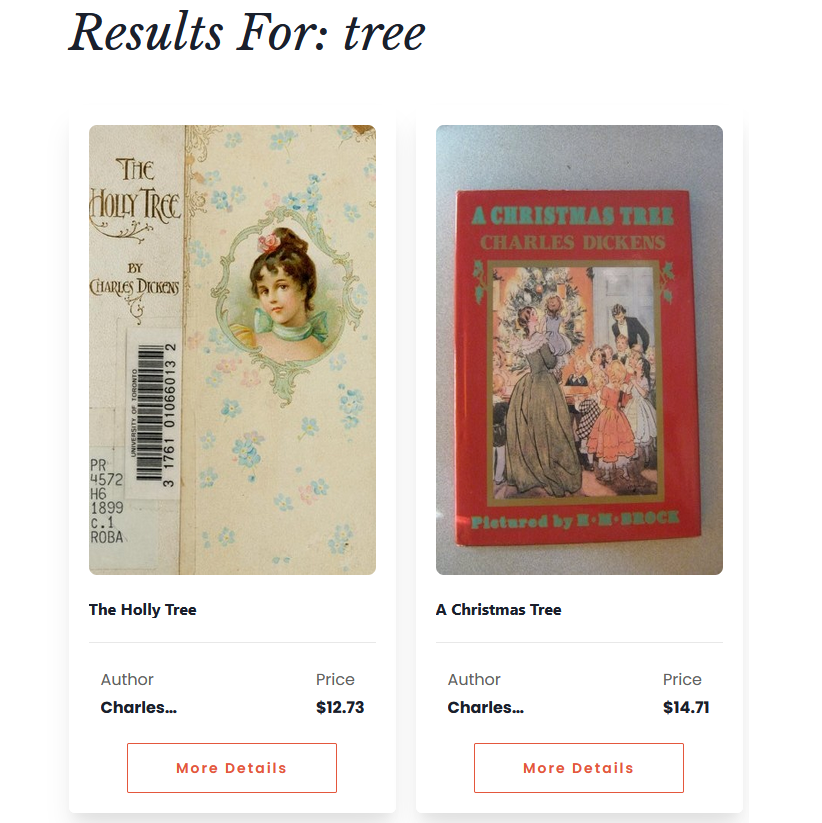 Results For: tree
THE
HOLLY TREE
BY
CHARLES DICKENS
UNIVERSITY OF TORONTO
3 1761 01066013 2
PR
4572
H6
1899
c.1
ROBA
A CHRISTMAS TREE
CHARLES DICKENS
Pictured by H·M·BROCK
The Holly Tree
A Christmas Tree
Author
Price
Charles...
$12.73
Author
Price
Charles...
$14.71
More Details
More Details